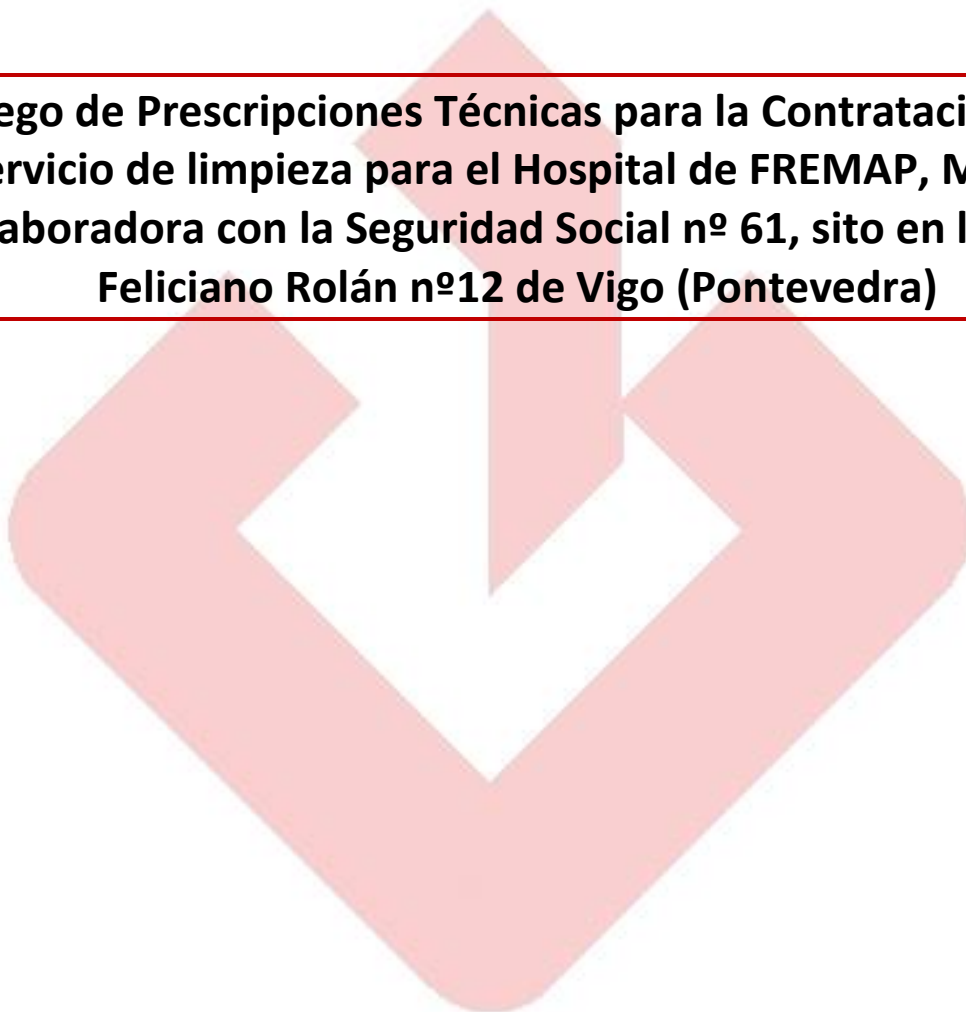 ego de Prescripciones Técnicas para la Contrataci
ervicio de limpieza para el Hospital de FREMAP, M
aboradora con la Seguridad Social nº 61, sito en l
Feliciano Rolán nº12 de Vigo (Pontevedra)